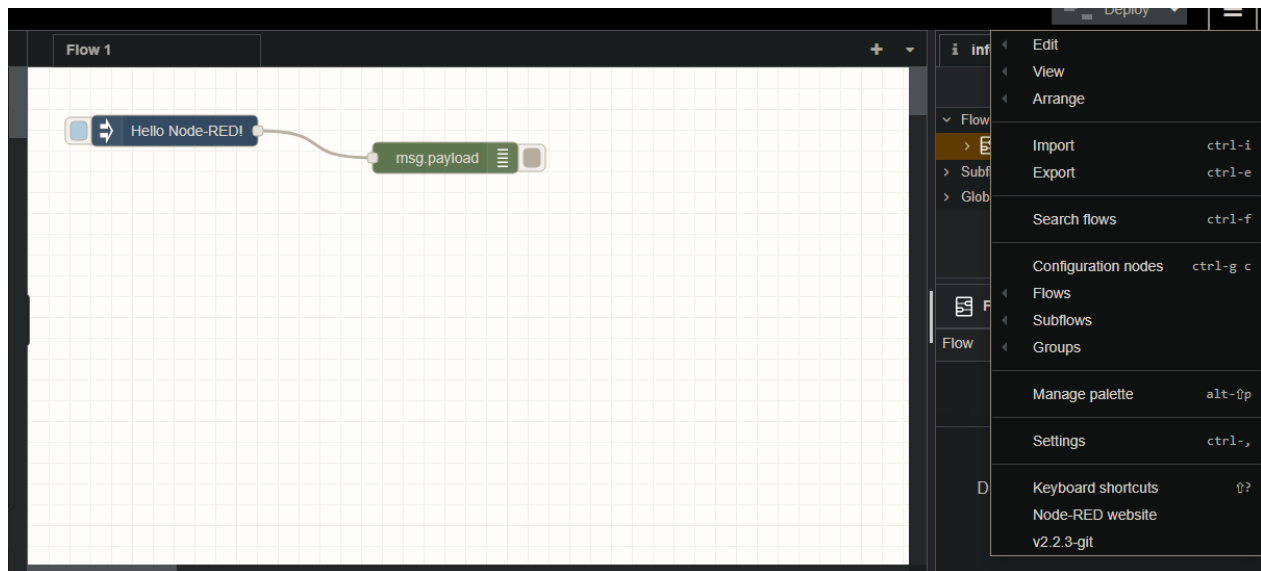 Deploy
Flow 1
Hello Node-RED!
msg.payload
Flow
Flow
Edit
View
Arrange
Import ctrl-i
Export ctrl-e
Search flows ctrl-f
Configuration nodes ctrl-g c
Flows
Subflows
Groups
Manage palette alt-⇧p
Settings ctrl-,
Keyboard shortcuts ⇧?
Node-RED website
v2.2.3-git